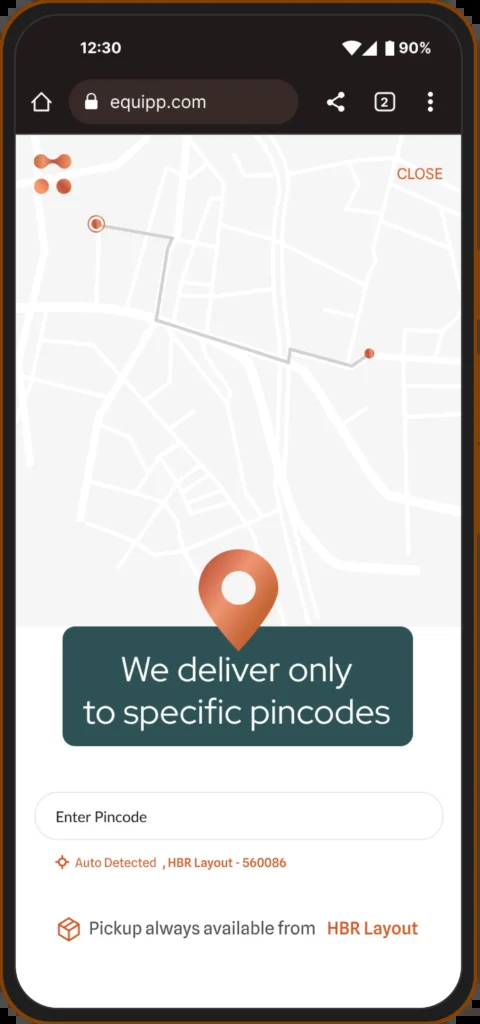 12:30
90%
equipp.com
2
CLOSE
We deliver only
to specific pincodes
Enter Pincode
Auto Detected , HBR Layout - 560086
Pickup always available from HBR Layout